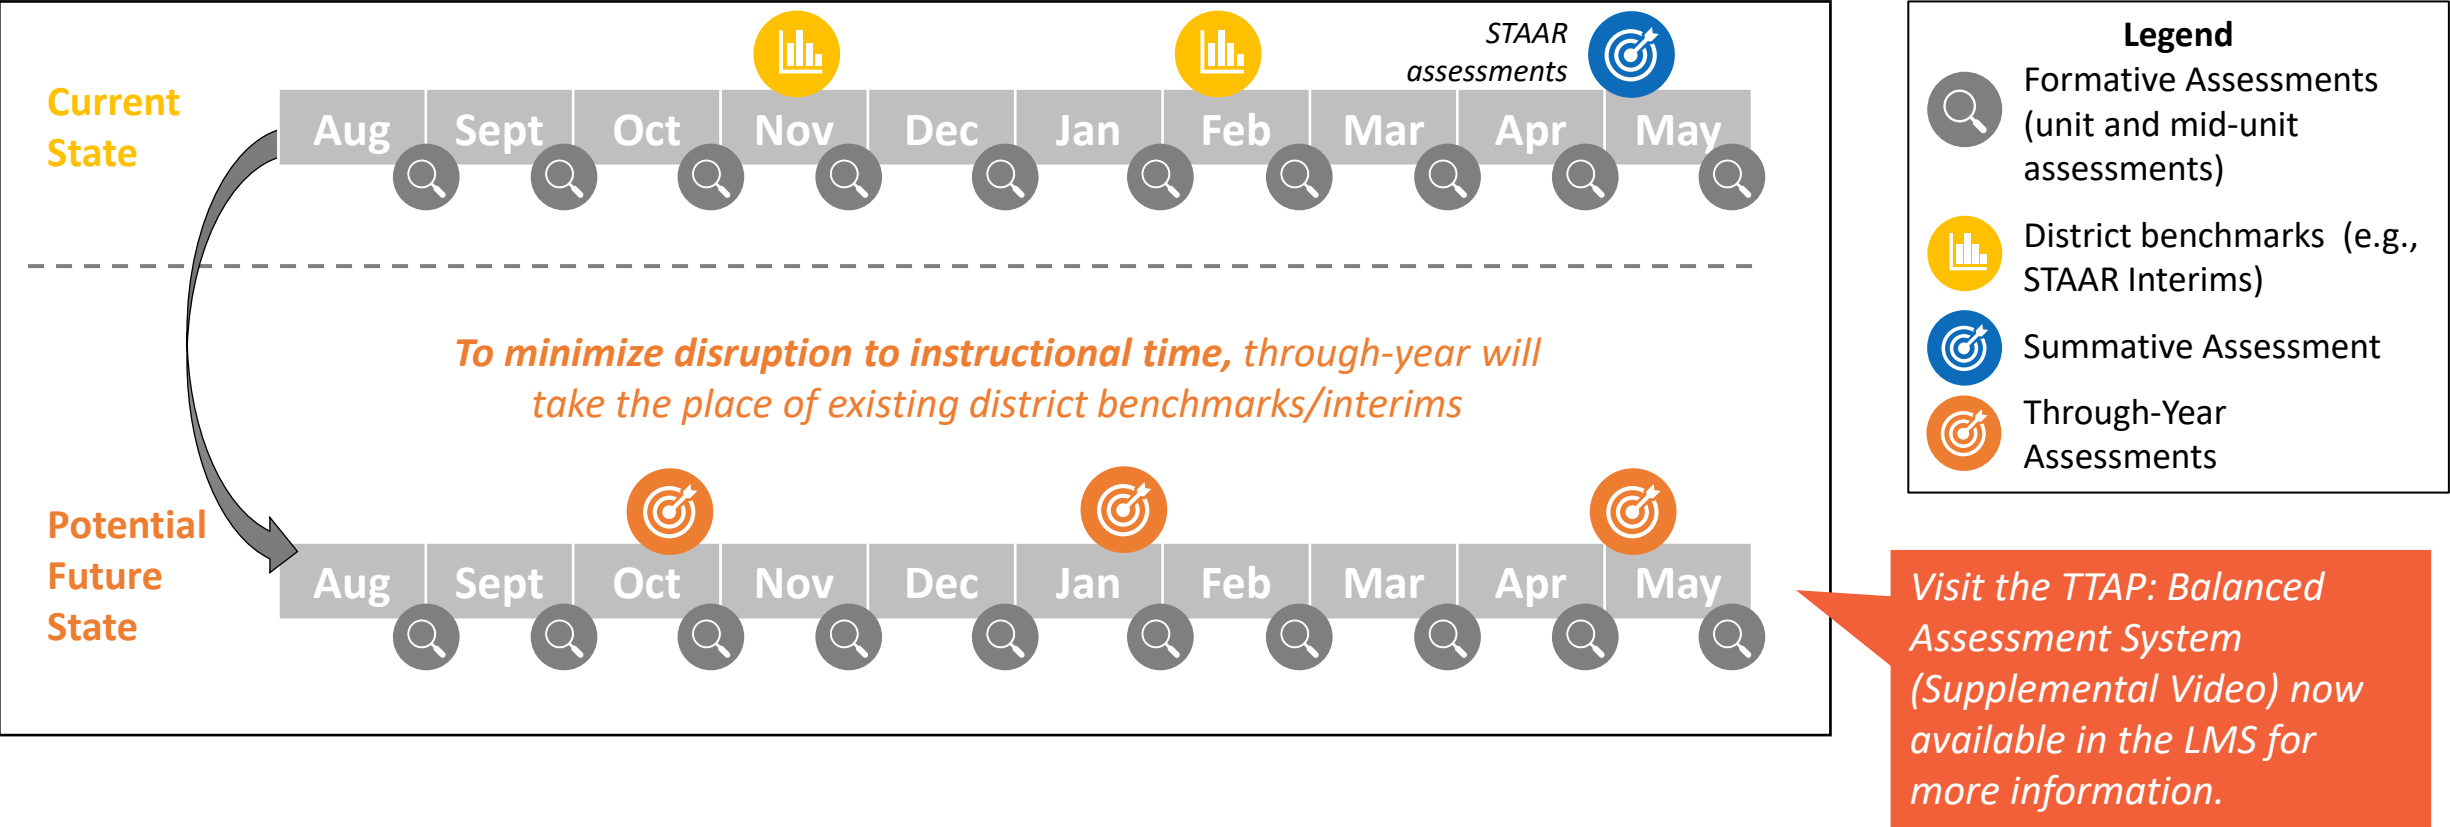 STAAR
assessments
Current
State
Aug Sept Oct Nov Dec Jan Feb Mar Apr May
To minimize disruption to instructional time, through-year will
take the place of existing district benchmarks/interims
Potential
Future
State
Aug Sept Oct Nov Dec Jan Feb Mar Apr May
Legend
Formative Assessments
(unit and mid-unit
assessments)
District benchmarks (e.g.,
STAAR Interims)
Summative Assessment
Through-Year
Assessments
Visit the TTAP: Balanced
Assessment System
(Supplemental Video) now
available in the LMS for
more information.